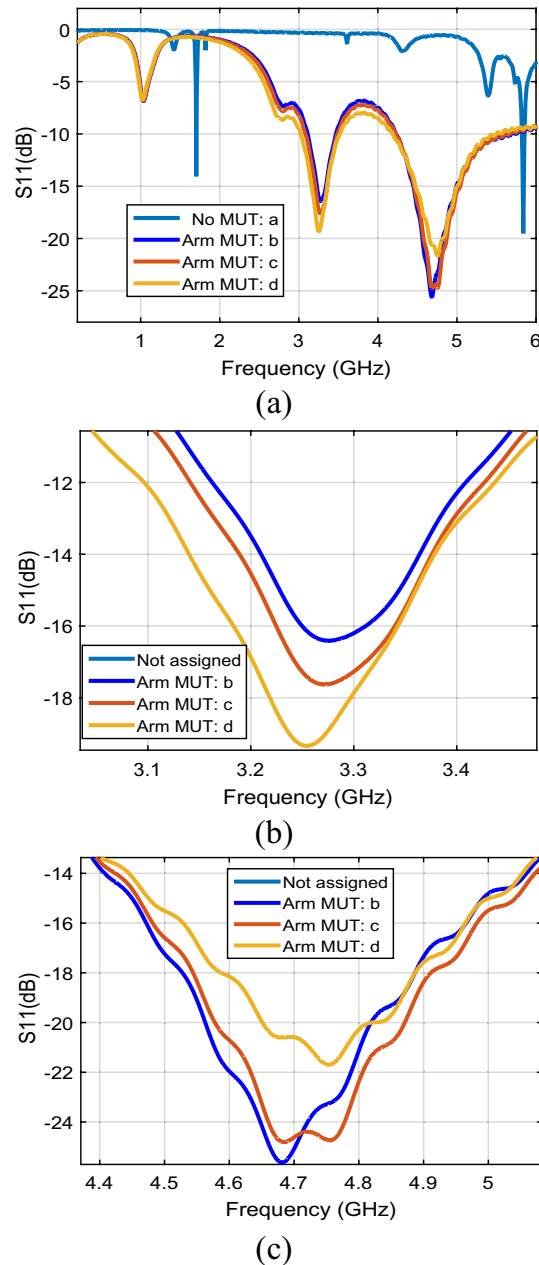 0
-5
-10
-15
-20
-25
S11(dB)
No MUT: a
Arm MUT: b
Arm MUT: c
Arm MUT: d
1 2 3 4 5 6
Frequency (GHz)
(a)
-12
-14
-16
-18
S11(dB)
Not assigned
Arm MUT: b
Arm MUT: c
Arm MUT: d
3.1 3.2 3.3 3.4
Frequency (GHz)
(b)
-14
-16
-18
-20
-22
-24
S11(dB)
Not assigned
Arm MUT: b
Arm MUT: c
Arm MUT: d
4.4 4.5 4.6 4.7 4.8 4.9 5
Frequency (GHz)
(c)